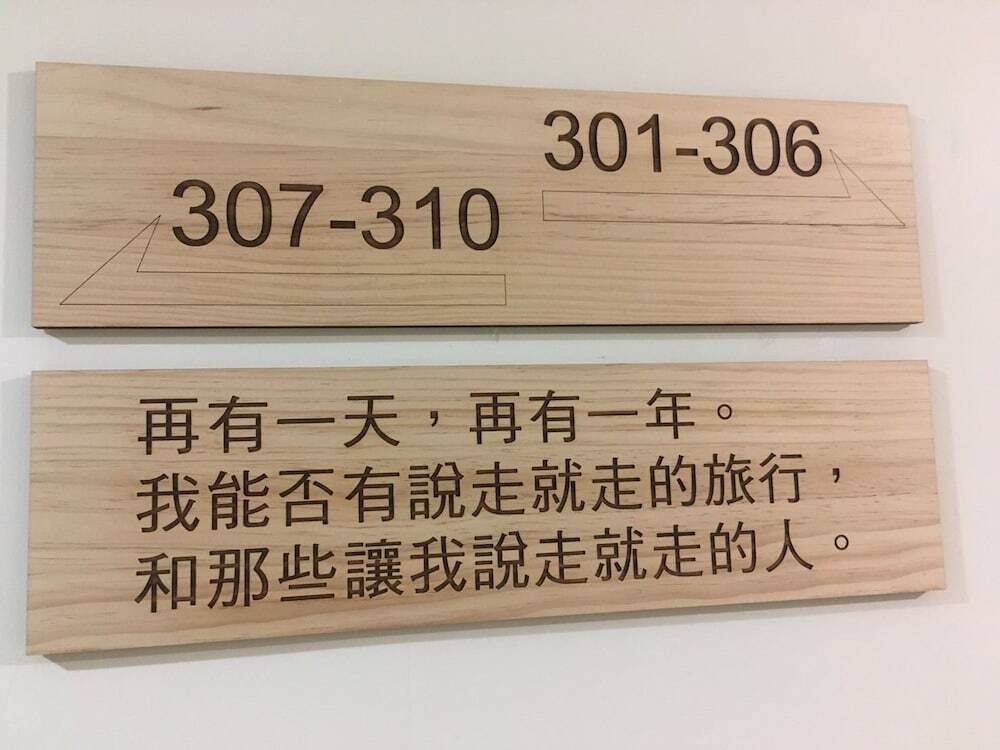 301-306
307-310
再有一天，再有一年。
我能否有說走就走的旅行，
和那些讓我說走就走的人。